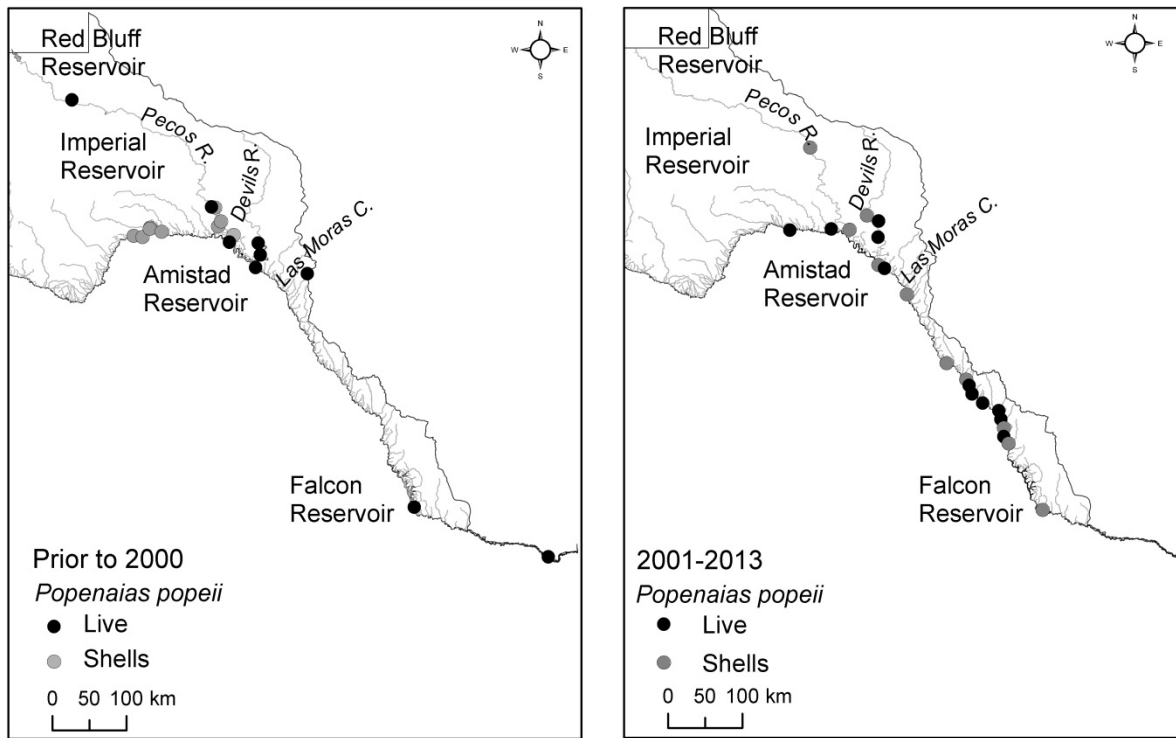 Red Bluff
Reservoir
N
W
E
S
Pecos R.
Imperial
Reservoir
Devils R.
Las Moras C.
Amistad
Reservoir
Falcon
Reservoir
Prior to 2000
Popenaias popeii
Live
Shells
0 50 100 km
Red Bluff
Reservoir
N
W
E
S
Pecos R.
Imperial
Reservoir
Devils R.
Las Moras C.
Amistad
Reservoir
Falcon
Reservoir
2001-2013
Popenaias popeii
Live
Shells
0 50 100 km